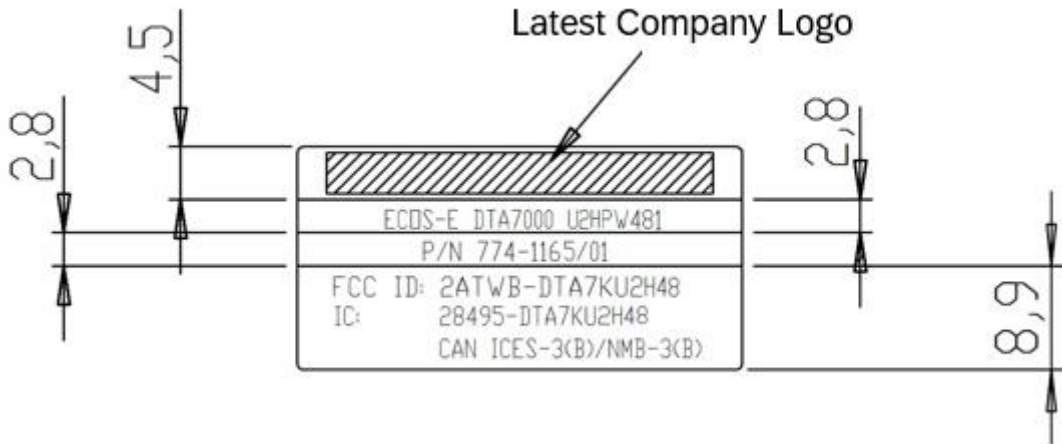 Latest Company Logo
4,5
2,8
2,8
ECOS-E DTA7000 U2HPW481
P/N 774-1165/01
FCC ID: 2ATWB-DTA7KU2H48
IC: 28495-DTA7KU2H48
CAN ICES-3(B)/NMB-3(B)
8,9